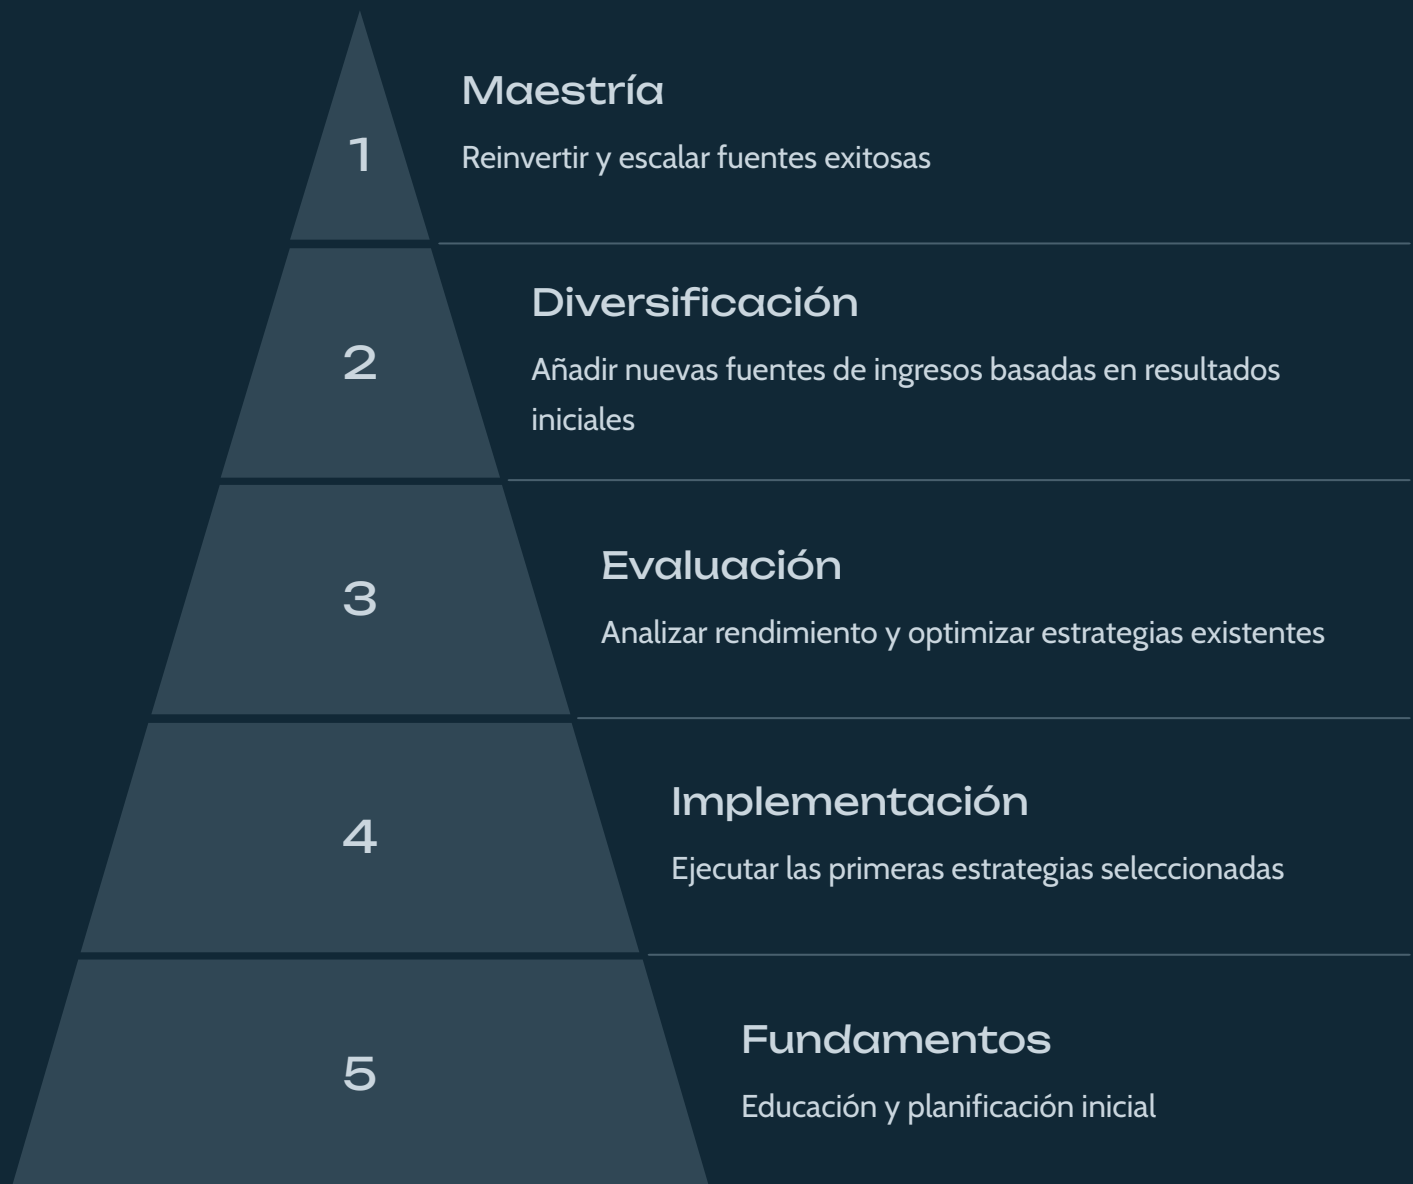 1
Maestría
Reinvertir y escalar fuentes exitosas
2
Diversificación
Añadir nuevas fuentes de ingresos basadas en resultados
iniciales
3
Evaluación
Analizar rendimiento y optimizar estrategias existentes
4
Implementación
Ejecutar las primeras estrategias seleccionadas
5
Fundamentos
Educación y planificación inicial